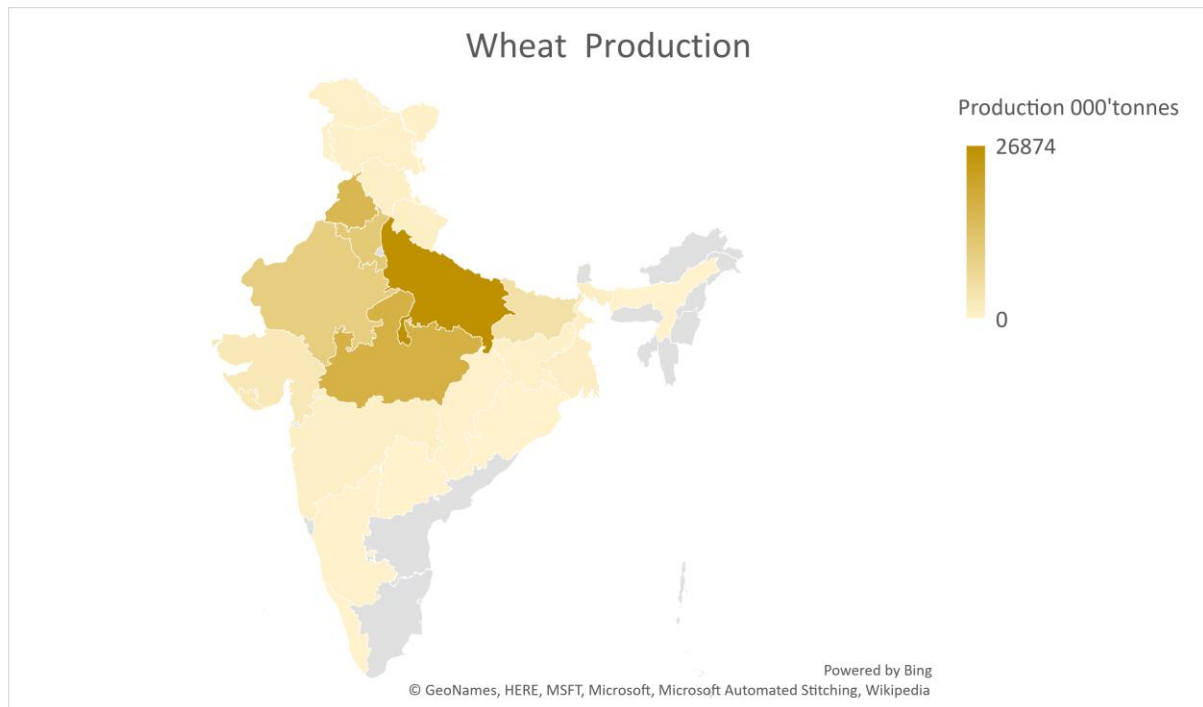 Wheat  Production
Production 000'tonnes
26874
0
Powered by Bing
© GeoNames, HERE, MSFT, Microsoft, Microsoft Automated Stitching, Wikipedia